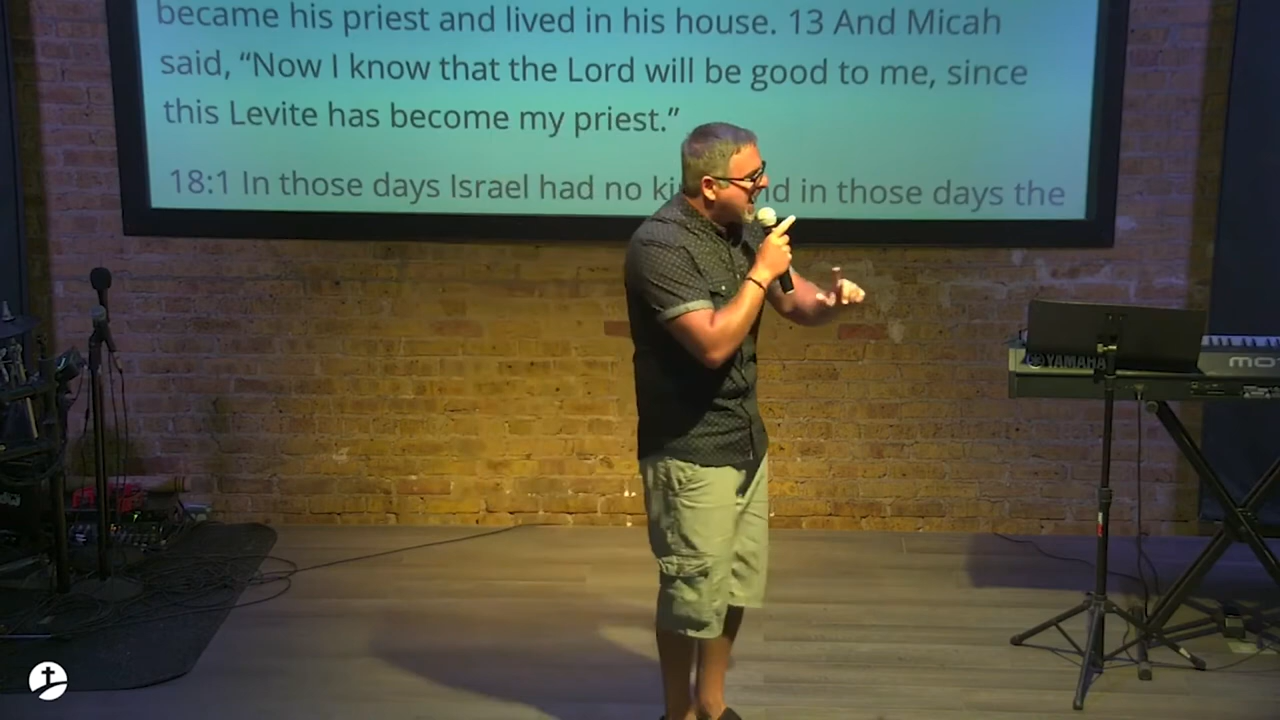 became his priest and lived in his house. 13 And Micah
said, “Now I know that the Lord will be good to me, since
this Levite has become my priest.”
18:1 In those days Israel had no in those days the
YAMAHA